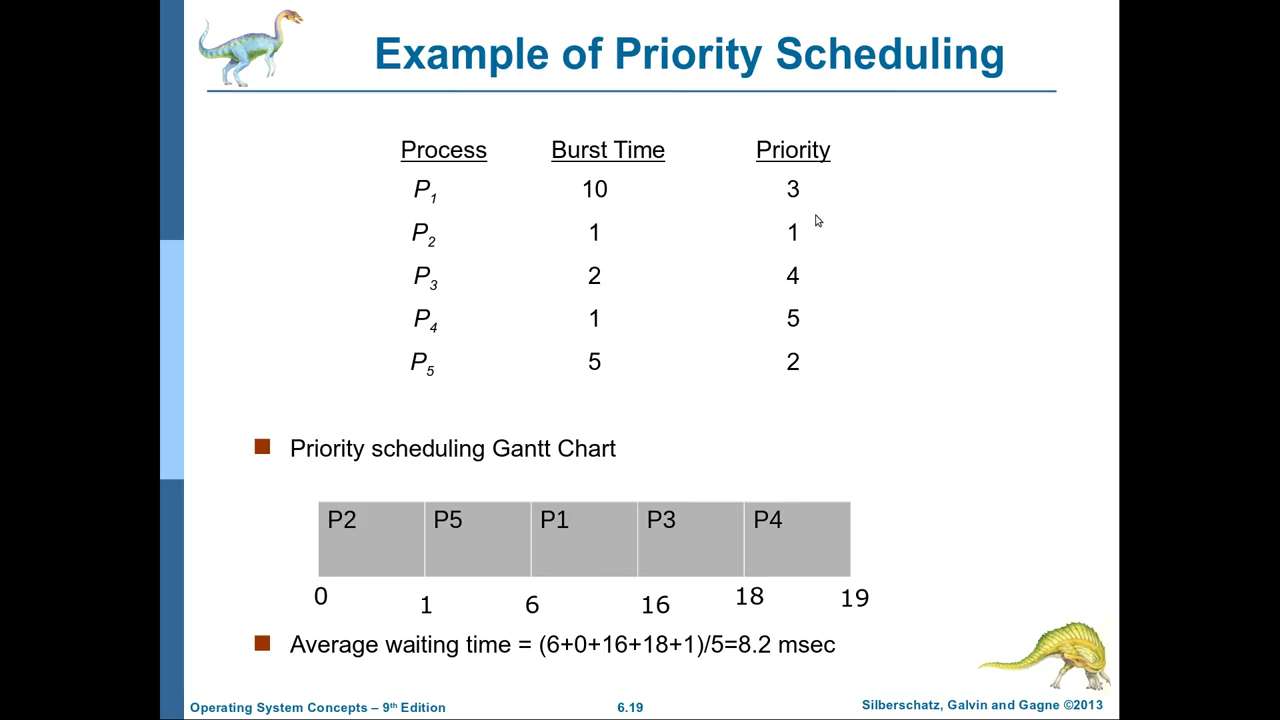 Example of Priority Scheduling
Process Burst Time Priority
P1 10 3
P2 1 1
P3 2 4
P4 1 5
P5 5 2
Priority scheduling Gantt Chart
P2 P5 P1 P3 P4
0 1 6 16 18 19
Average waiting time = (6+0+16+18+1)/5=8.2 msec
Operating System Concepts – 9th Edition 6.19 Silberschatz, Galvin and Gagne ©2013